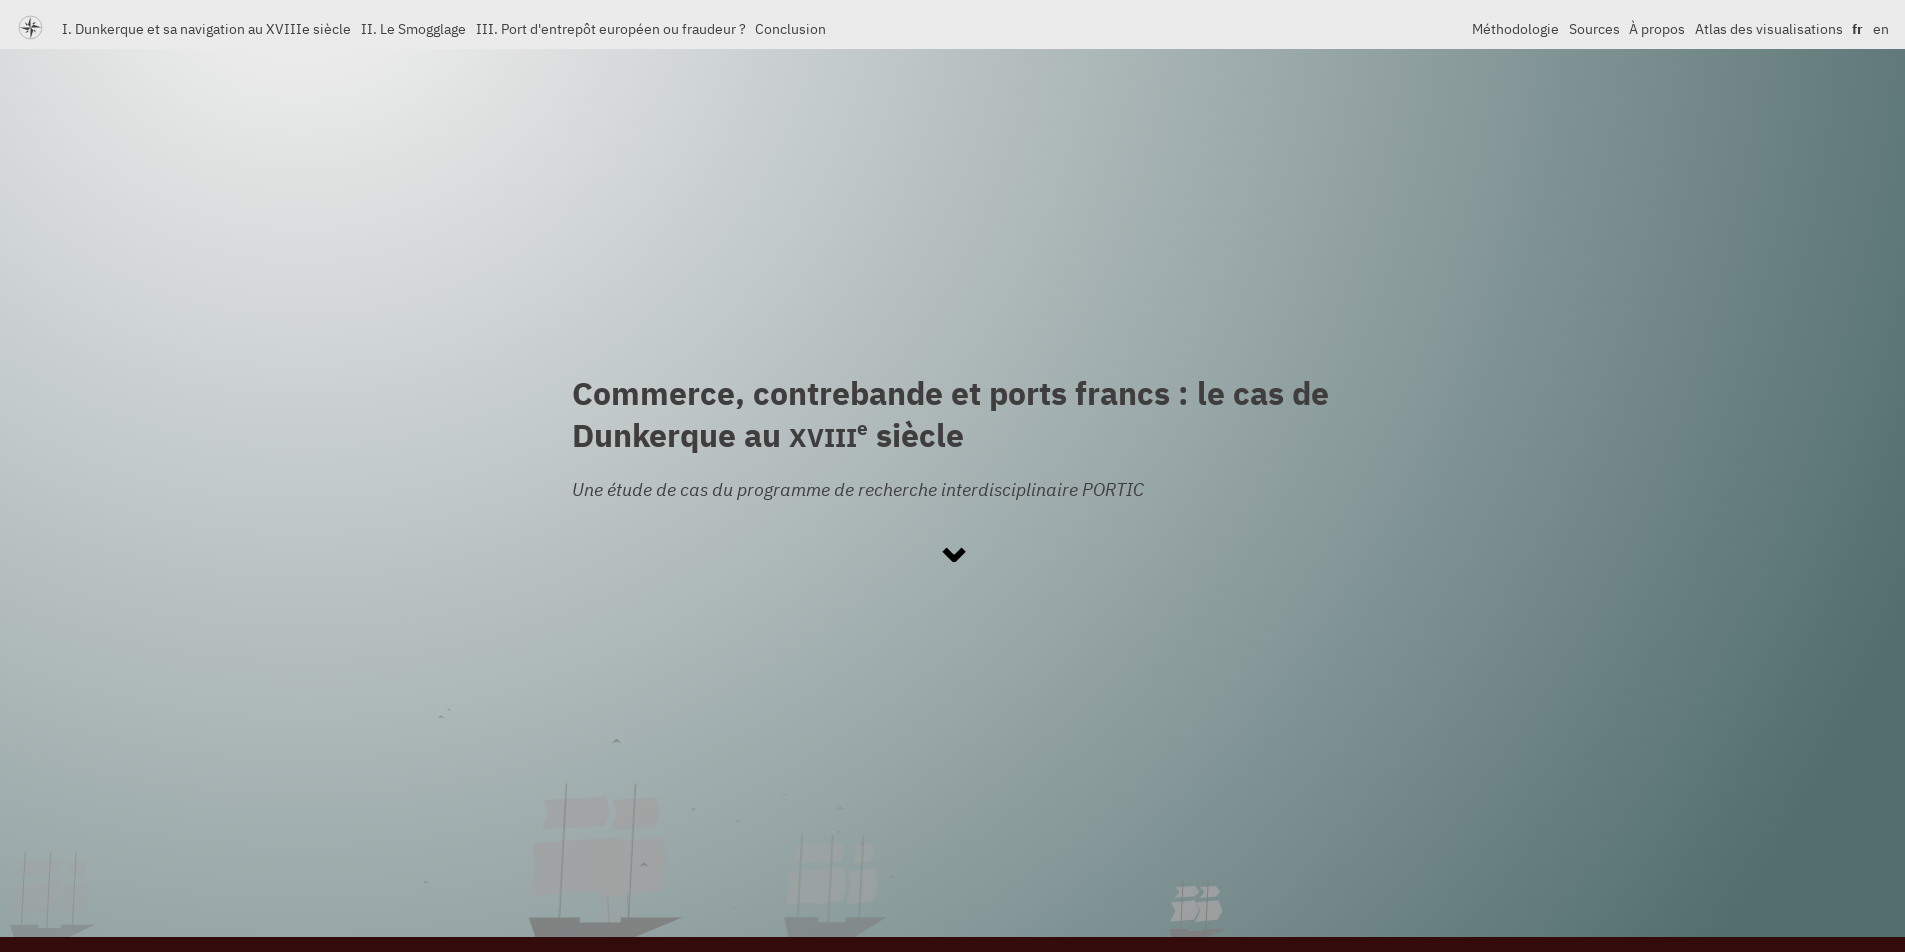 I. Dunkerque et sa navigation au XVIIIe siècle II. Le Smogglage III. Port d'entrepôt européen ou fraudeur ? Conclusion Méthodologie Sources À propos Atlas des visualisations fr en
Commerce, contrebande et ports francs : le cas de
Dunkerque au XVIIIe siècle
Une étude de cas du programme de recherche interdisciplinaire PORTIC